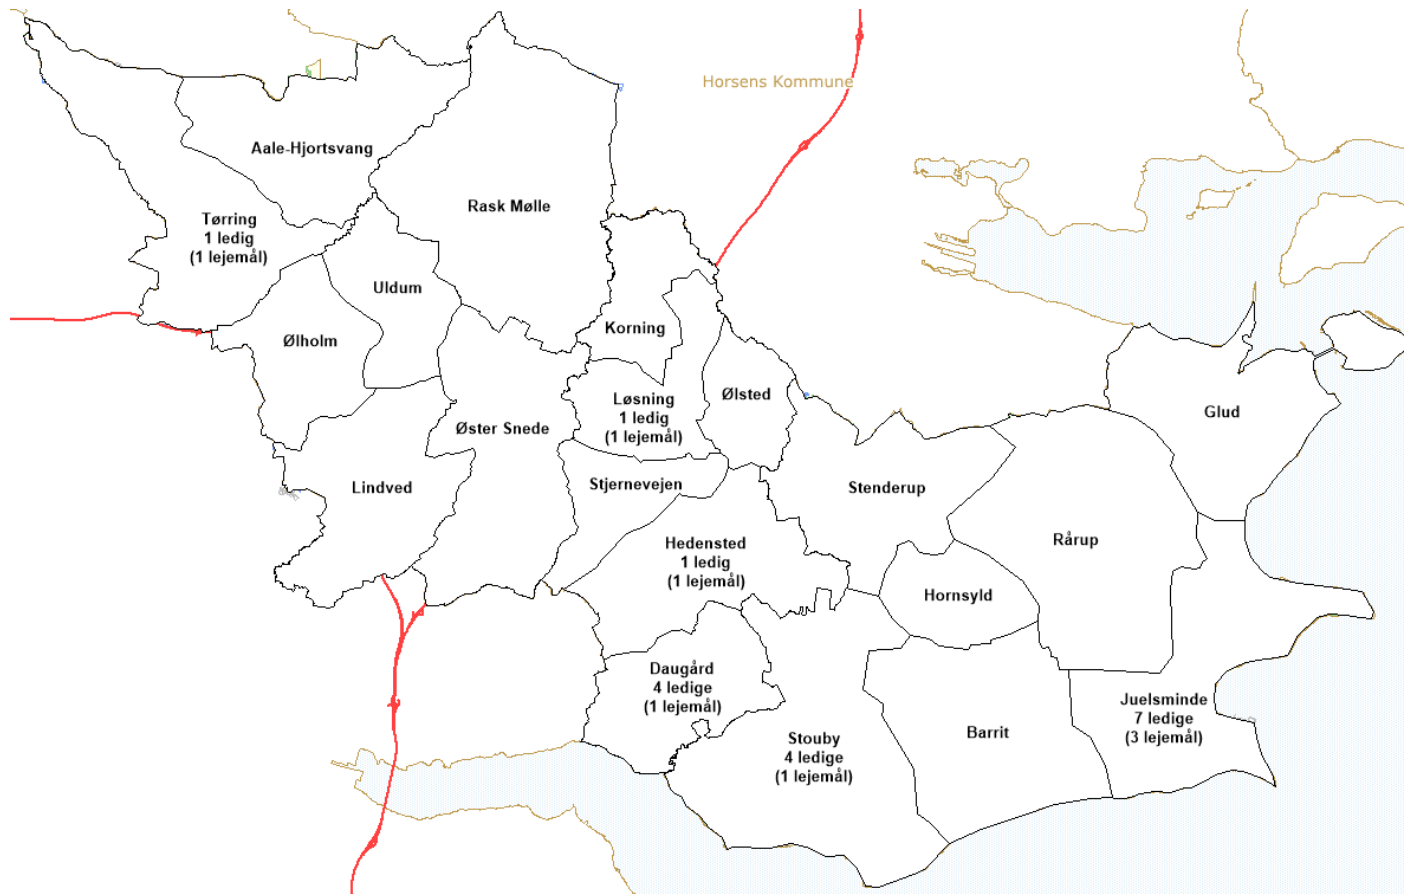 Horsens Kommune
Aale-Hjortsvang
Rask Mølle
Tørring
1 ledig
(1 lejemål)
Uldum
Korning
Ølholm
Ølsted
Løsning
1 ledig
(1 lejemål)
Glud
Øster Snede
Lindved
Stjernevejen
Stenderup
Hedensted
1 ledig
(1 lejemål)
Rårup
Hornsyld
Daugård
4 ledige
(1 lejemål)
Juelsminde
7 ledige
(3 lejemål)
Stouby
4 ledige
(1 lejemål)
Barrit